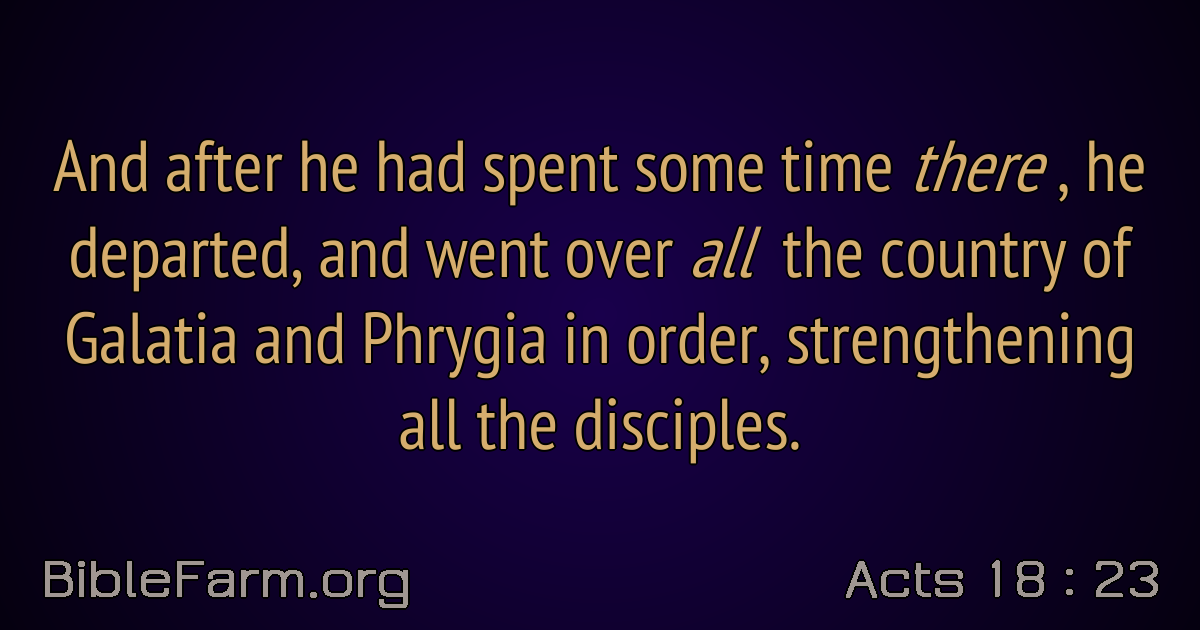 And after he had spent some time there , he
departed, and went over all the country of
Galatia and Phrygia in order, strengthening
all the disciples.
BibleFarm.org
Acts 18 : 23